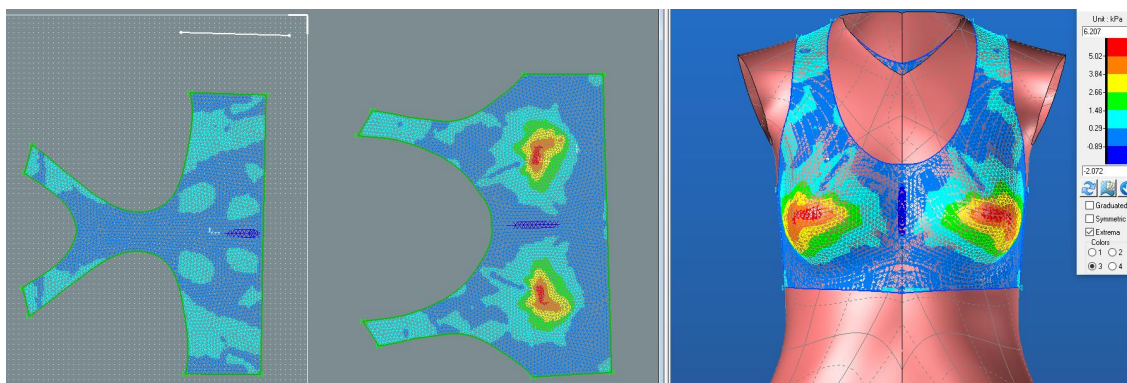 Unit : kPa
6.207
5.02
3.84
2.66
1.48
0.29
-0.89
-2.072
Graduated
Symmetric
Extrema
Colors
1 2
3 4